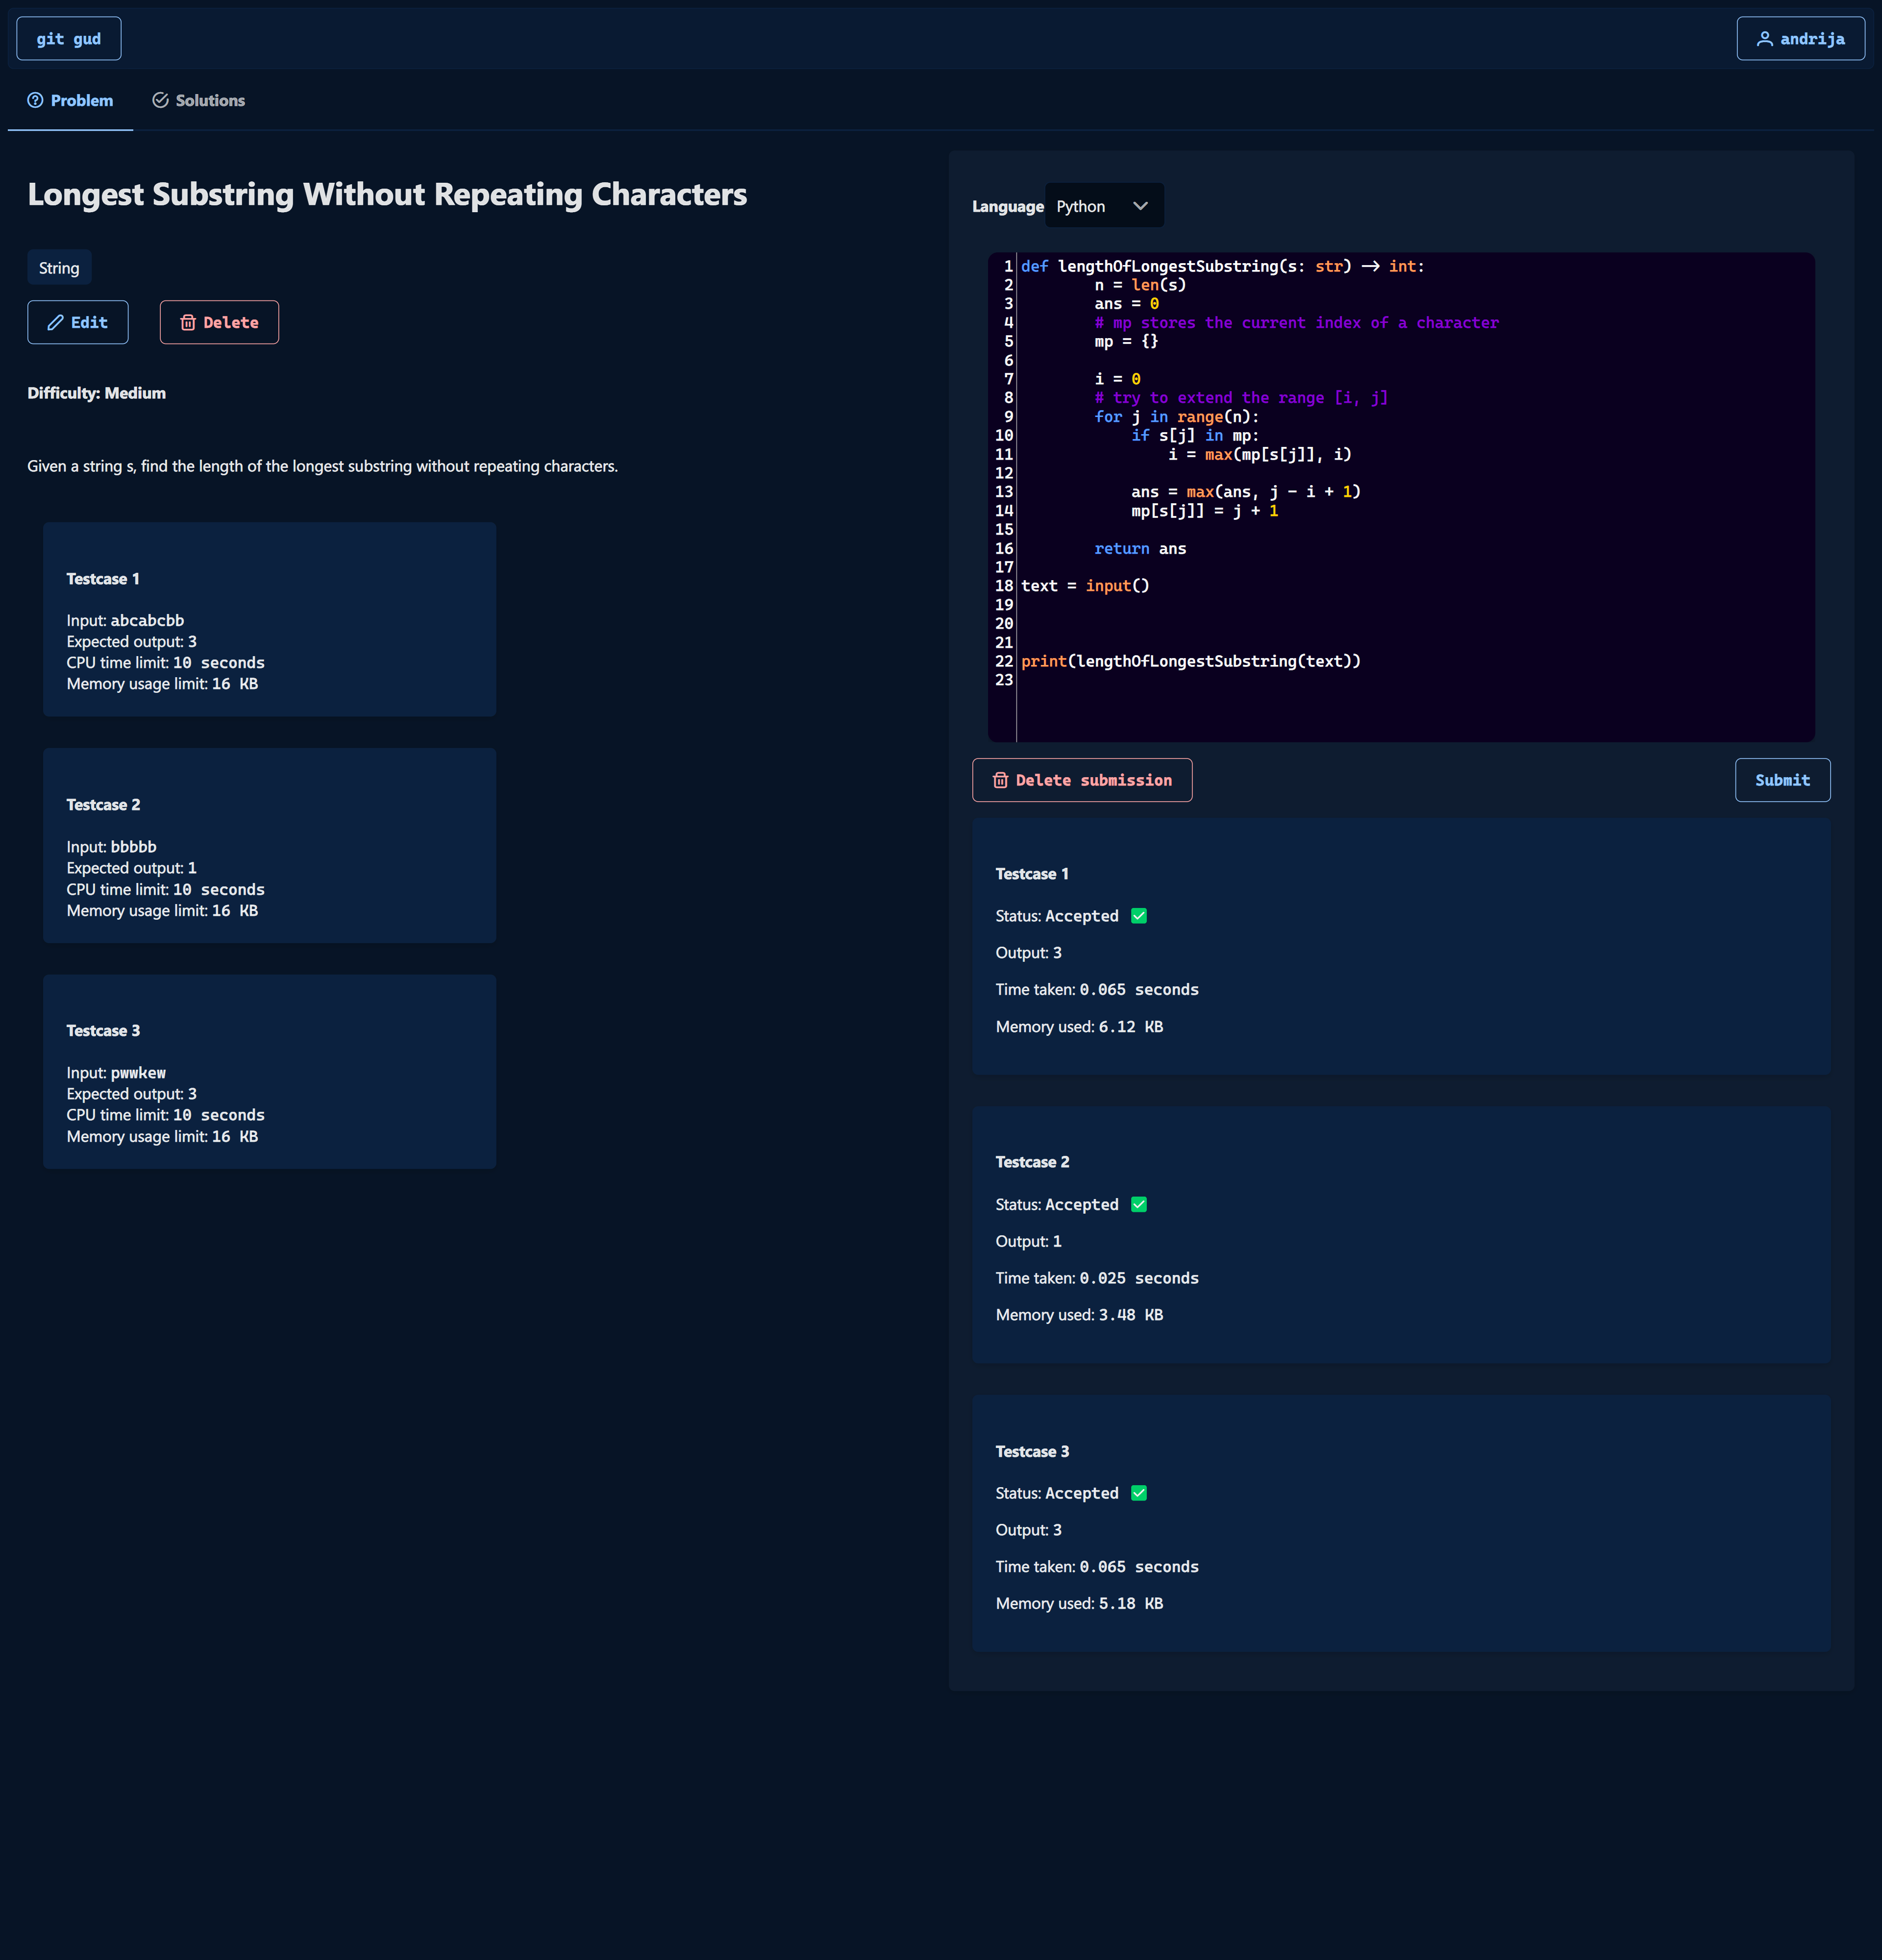 git gud
andrija
Problem
Solutions
Longest Substring Without Repeating Characters
String
Edit
Delete
Difficulty: Medium
Given a string s, find the length of the longest substring without repeating characters.
Testcase 1
Input: abcabcbb
Expected output: 3
CPU time limit: 10 seconds
Memory usage limit: 16 KB
Testcase 2
Input: bbbbb
Expected output: 1
CPU time limit: 10 seconds
Memory usage limit: 16 KB
Testcase 3
Input: pwwkew
Expected output: 3
CPU time limit: 10 seconds
Memory usage limit: 16 KB
Language Python
1 def lengthOfLongestSubstring(s: str) -> int:
2         n = len(s)
3         ans = 0
4         # mp stores the current index of a character
5         mp = {}
6
7         i = 0
8         # try to extend the range [i, j]
9         for j in range(n):
10             if s[j] in mp:
11                 i = max(mp[s[j]], i)
12
13             ans = max(ans, j - i + 1)
14             mp[s[j]] = j + 1
15
16         return ans
17
18 text = input()
19
20
21
22 print(lengthOfLongestSubstring(text))
23
Delete submission
Submit
Testcase 1
Status: Accepted ✅
Output: 3
Time taken: 0.065 seconds
Memory used: 6.12 KB
Testcase 2
Status: Accepted ✅
Output: 1
Time taken: 0.025 seconds
Memory used: 3.48 KB
Testcase 3
Status: Accepted ✅
Output: 3
Time taken: 0.065 seconds
Memory used: 5.18 KB